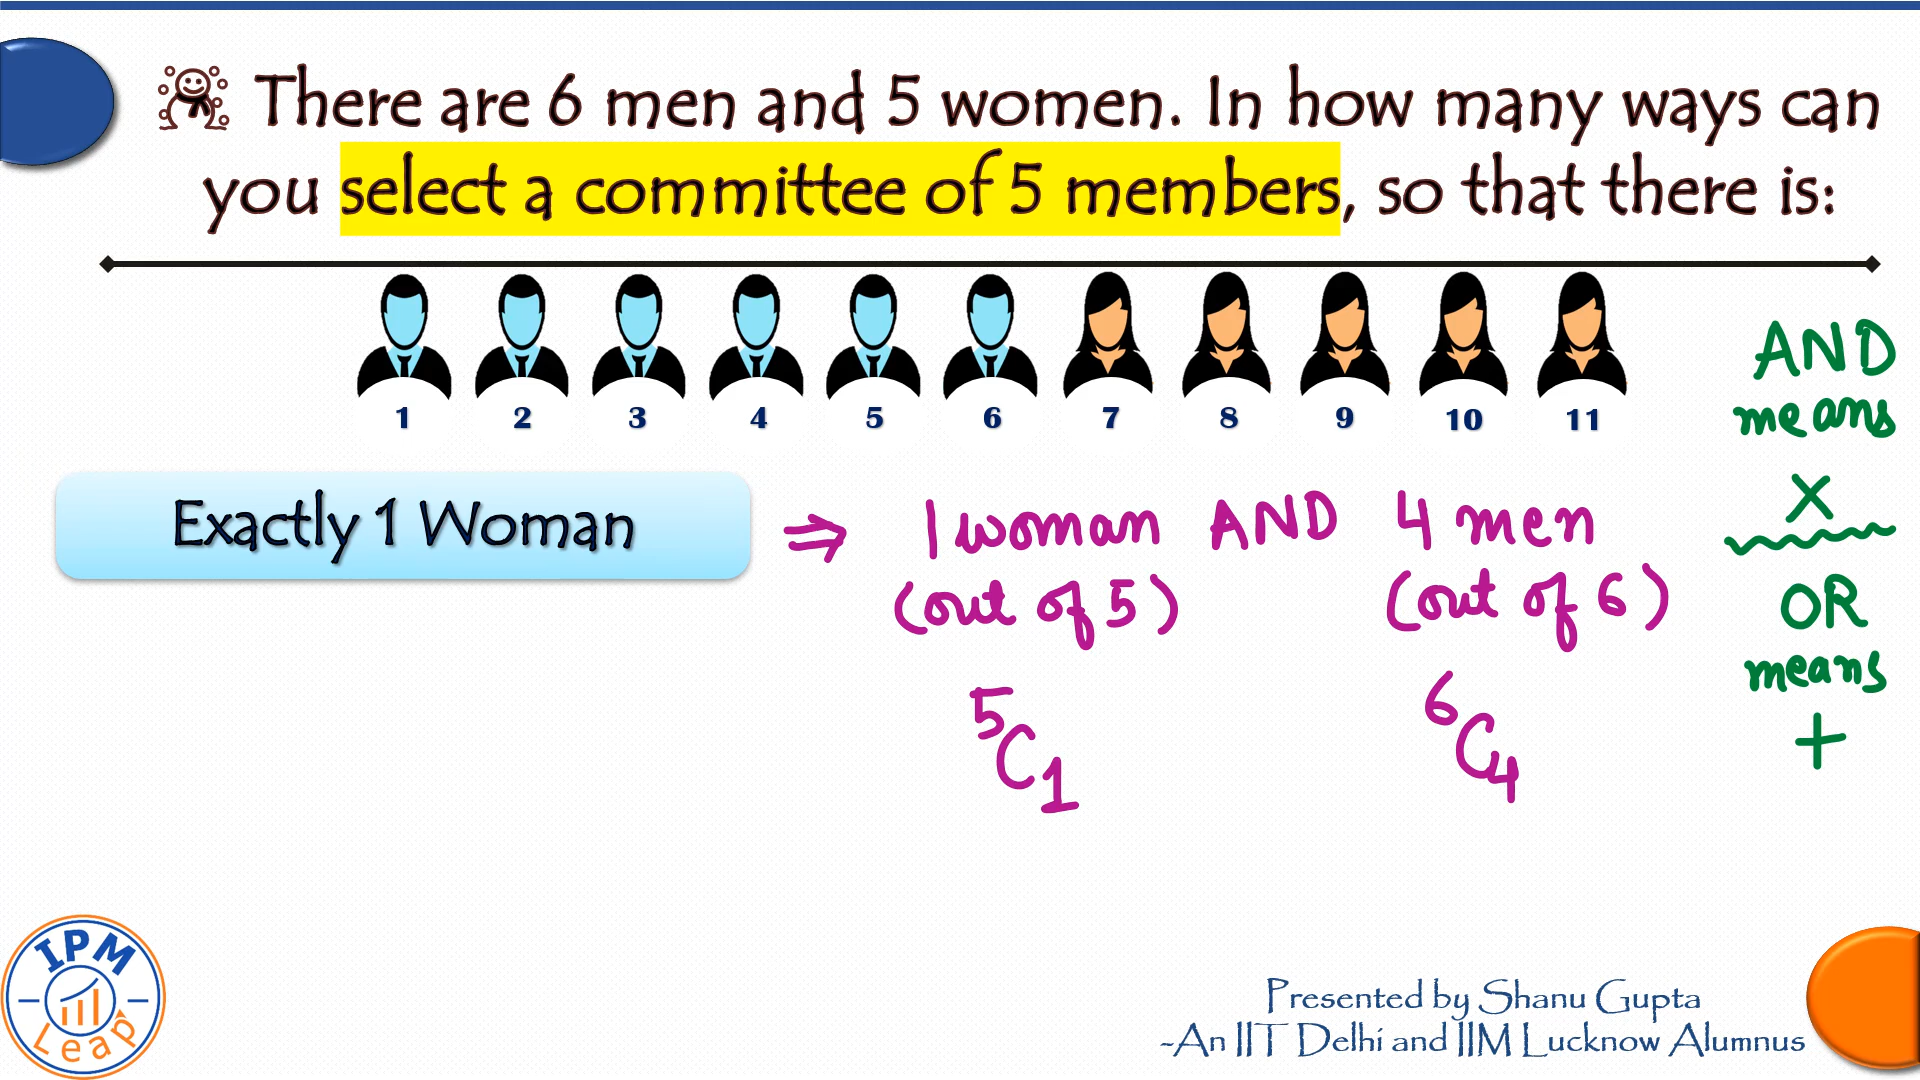 There are 6 men and 5 women. In how many ways can
you select a committee of 5 members, so that there is:
1 2 3 4 5 6 7 8 9 10 11
AND
means
×
OR
means
+
Exactly 1 Woman
⇒ 1 woman AND 4 men
(out of 5) (out of 6)
⁵C₁ ⁶C₄
IPM
Leap
Presented by Shanu Gupta
-An IIT Delhi and IIM Lucknow Alumnus